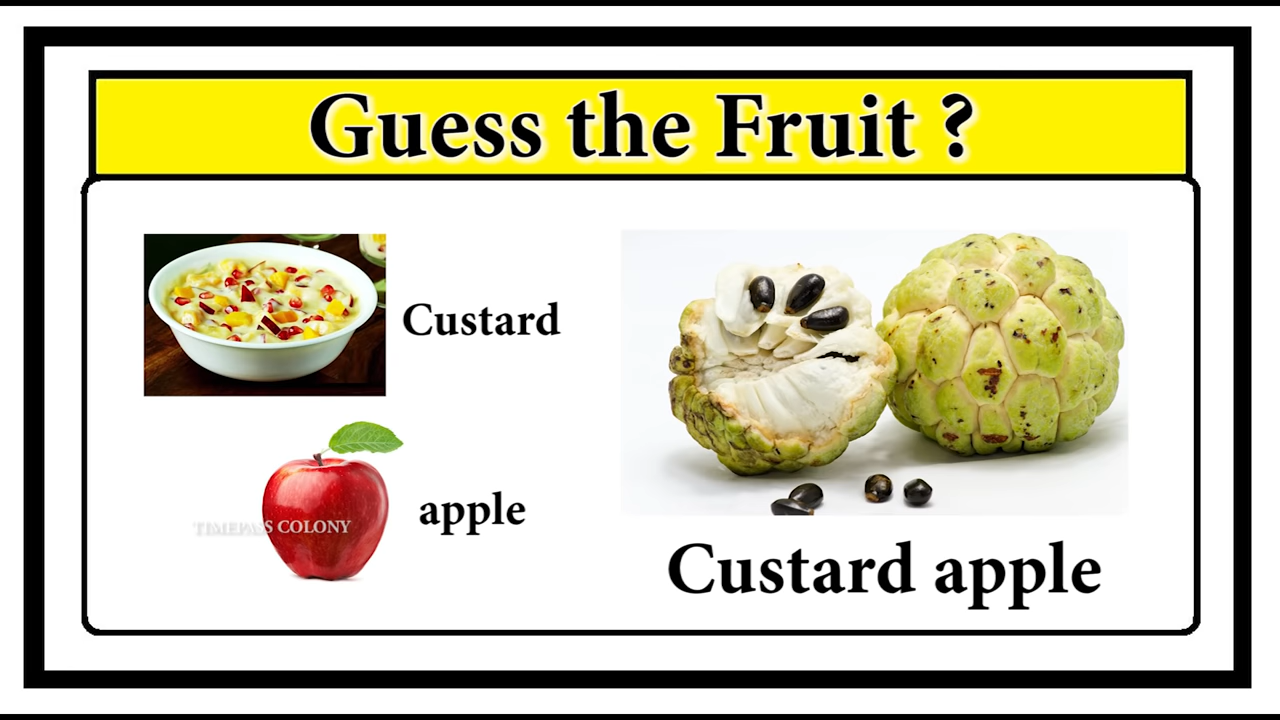 Guess the Fruit ?
Custard
apple
TIMEPASS COLONY
Custard apple